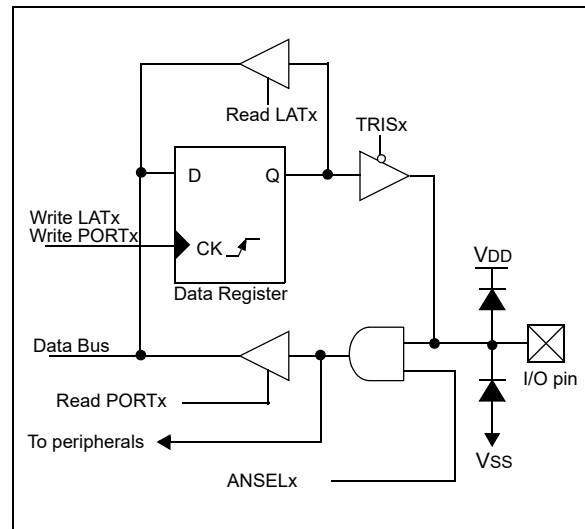 Read LATx
TRISx
D Q
Write LATx
Write PORTx
CK
Data Register
VDD
Data Bus
I/O pin
Read PORTx
To peripherals
VSS
ANSELx